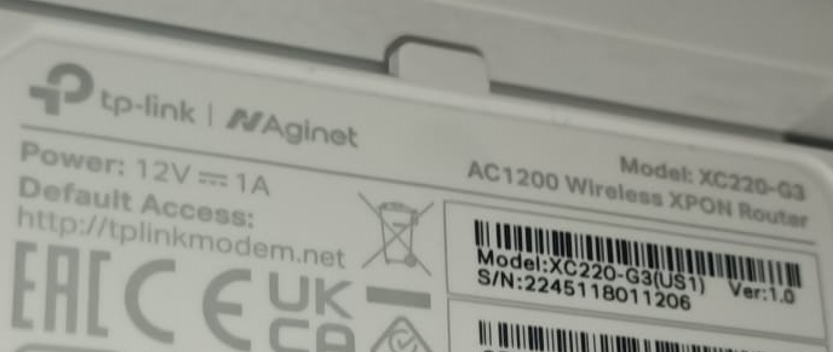 tp-link | Aginet
Model: XC220-G3
AC1200 Wireless XPON Router
Power: 12V ⎓ 1A
Default Access:
http://tplinkmodem.net
EAC CE UK
CA
Model:XC220-G3(US1) Ver:1.0
S/N:2245118011206